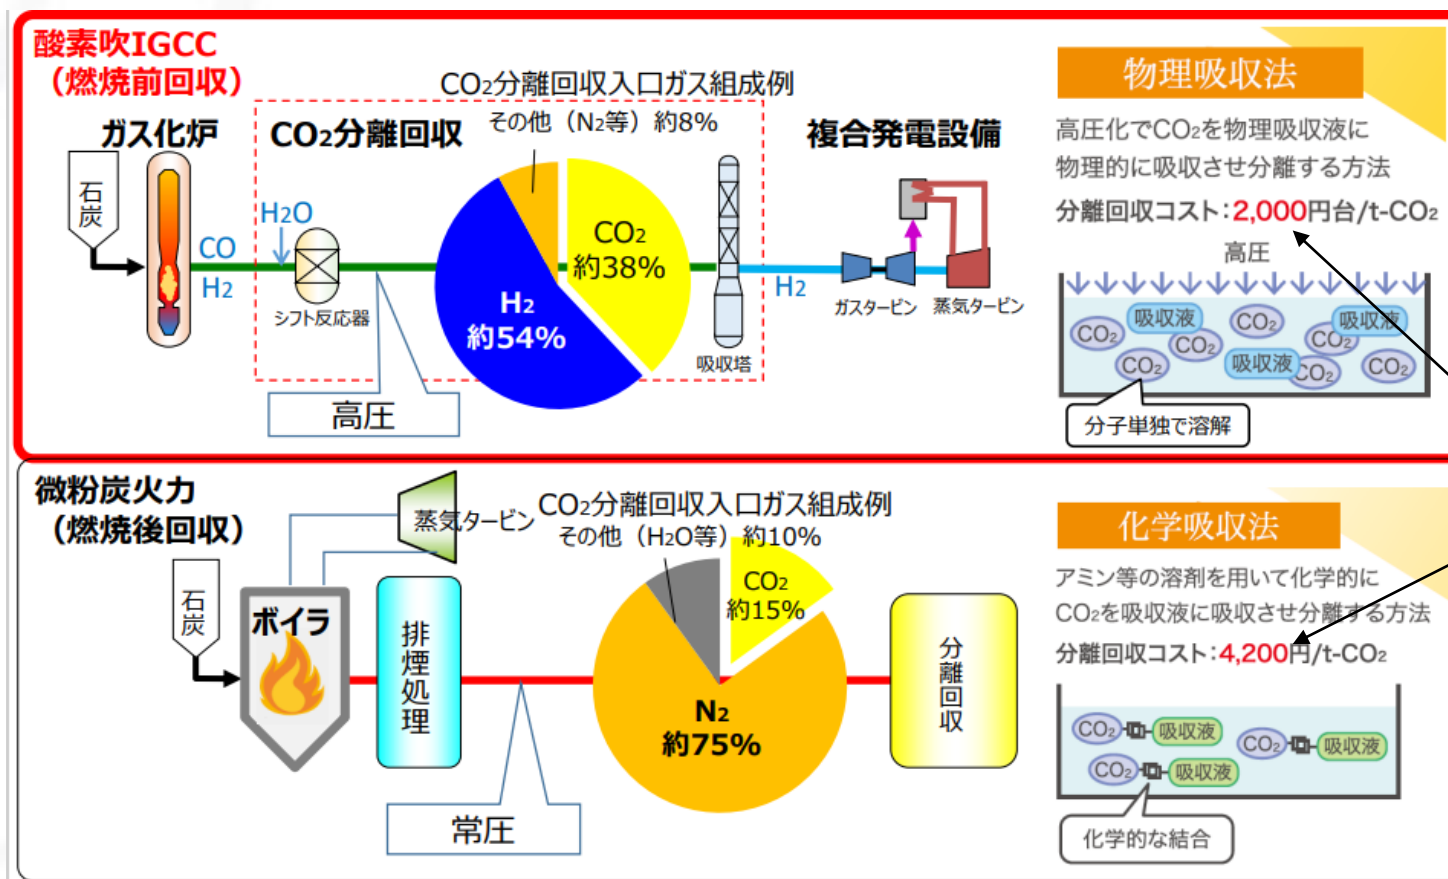 酸素吹IGCC
（燃焼前回収）
ガス化炉
石炭
CO
H2
H2O
CO2分離回収
シフト反応器
高圧
CO2分離回収入口ガス組成例
その他（N2等）約8%
CO2
約38%
H2
約54%
吸収塔
H2
複合発電設備
ガスタービン
蒸気タービン
物理吸収法
高圧化でCO2を物理吸収液に
物理的に吸収させ分離する方法
分離回収コスト：2,000円台/t-CO2
高圧
CO2
吸収液
CO2
CO2
CO2
吸収液
CO2
吸収液
CO2
CO2
分子単独で溶解
微粉炭火力
（燃焼後回収）
石炭
ボイラ
蒸気タービン
排煙処理
常圧
CO2分離回収入口ガス組成例
その他（H2O等）約10%
CO2
約15%
N2
約75%
分離回収
化学吸収法
アミン等の溶剤を用いて化学的に
CO2を吸収液に吸収させ分離する方法
分離回収コスト：4,200円/t-CO2
CO2
吸収液
CO2
吸収液
CO2
吸収液
化学的な結合